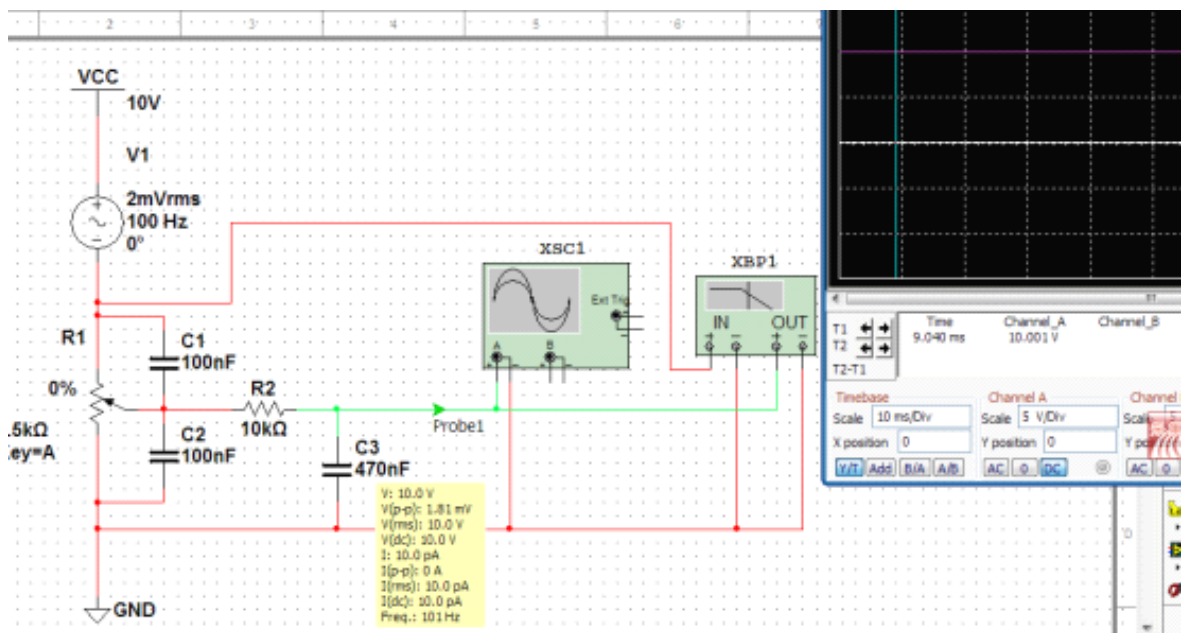 2
3
4
5
6
VCC
10V
V1
2mVrms
100 Hz
0°
XSC1
Ext Trig
A
B
XBP1
IN
OUT
R1
C1
100nF
0%
R2
10kΩ
.5kΩ
ey=A
C2
100nF
Probe1
C3
470nF
V: 10.0 V
V(p-p): 1.81 mV
V(rms): 10.0 V
V(dc): 10.0 V
I: 10.0 pA
I(p-p): 0 A
I(rms): 10.0 pA
I(dc): 10.0 pA
Freq.: 101 Hz
GND
T1
T2
T2-T1
Time
Channel_A
Channel_B
9.040 ms
10.001 V
Timebase
Scale 10 ms/Div
X position 0
Y/T Add B/A A/B
Channel A
Scale 5 V/Div
Y position 0
AC 0 DC
Channel
Scal 5
Y po
AC 0